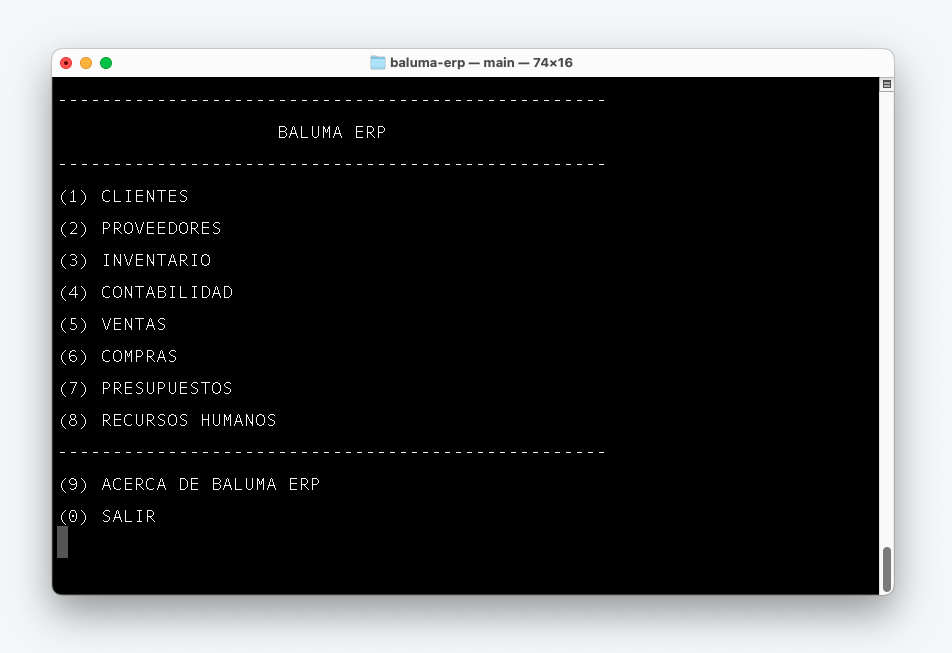 baluma-erp — main — 74×16
--------------------------------------------------
BALUMA ERP
--------------------------------------------------
(1) CLIENTES
(2) PROVEEDORES
(3) INVENTARIO
(4) CONTABILIDAD
(5) VENTAS
(6) COMPRAS
(7) PRESUPUESTOS
(8) RECURSOS HUMANOS
--------------------------------------------------
(9) ACERCA DE BALUMA ERP
(0) SALIR